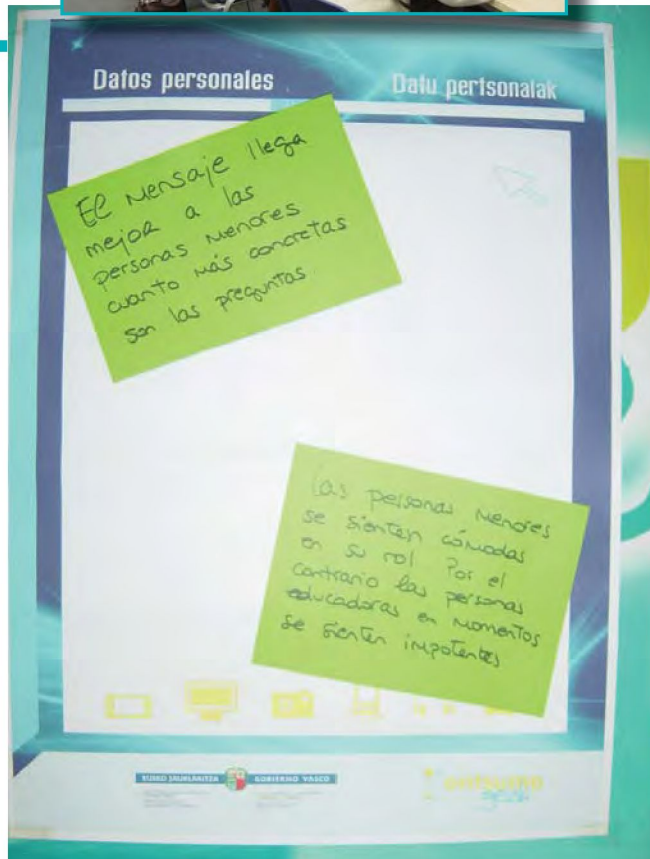 Datos personales
Datu pertsonalak
El mensaje llega
mejor a las
personas menores
cuanto más concretas
son las preguntas
Las personas menores
se sienten cómodas
en su rol Por el
contrario las personas
educadoras en momentos
se sienten impotentes
EUSKO JAURLARITZA
GOBIERNO VASCO